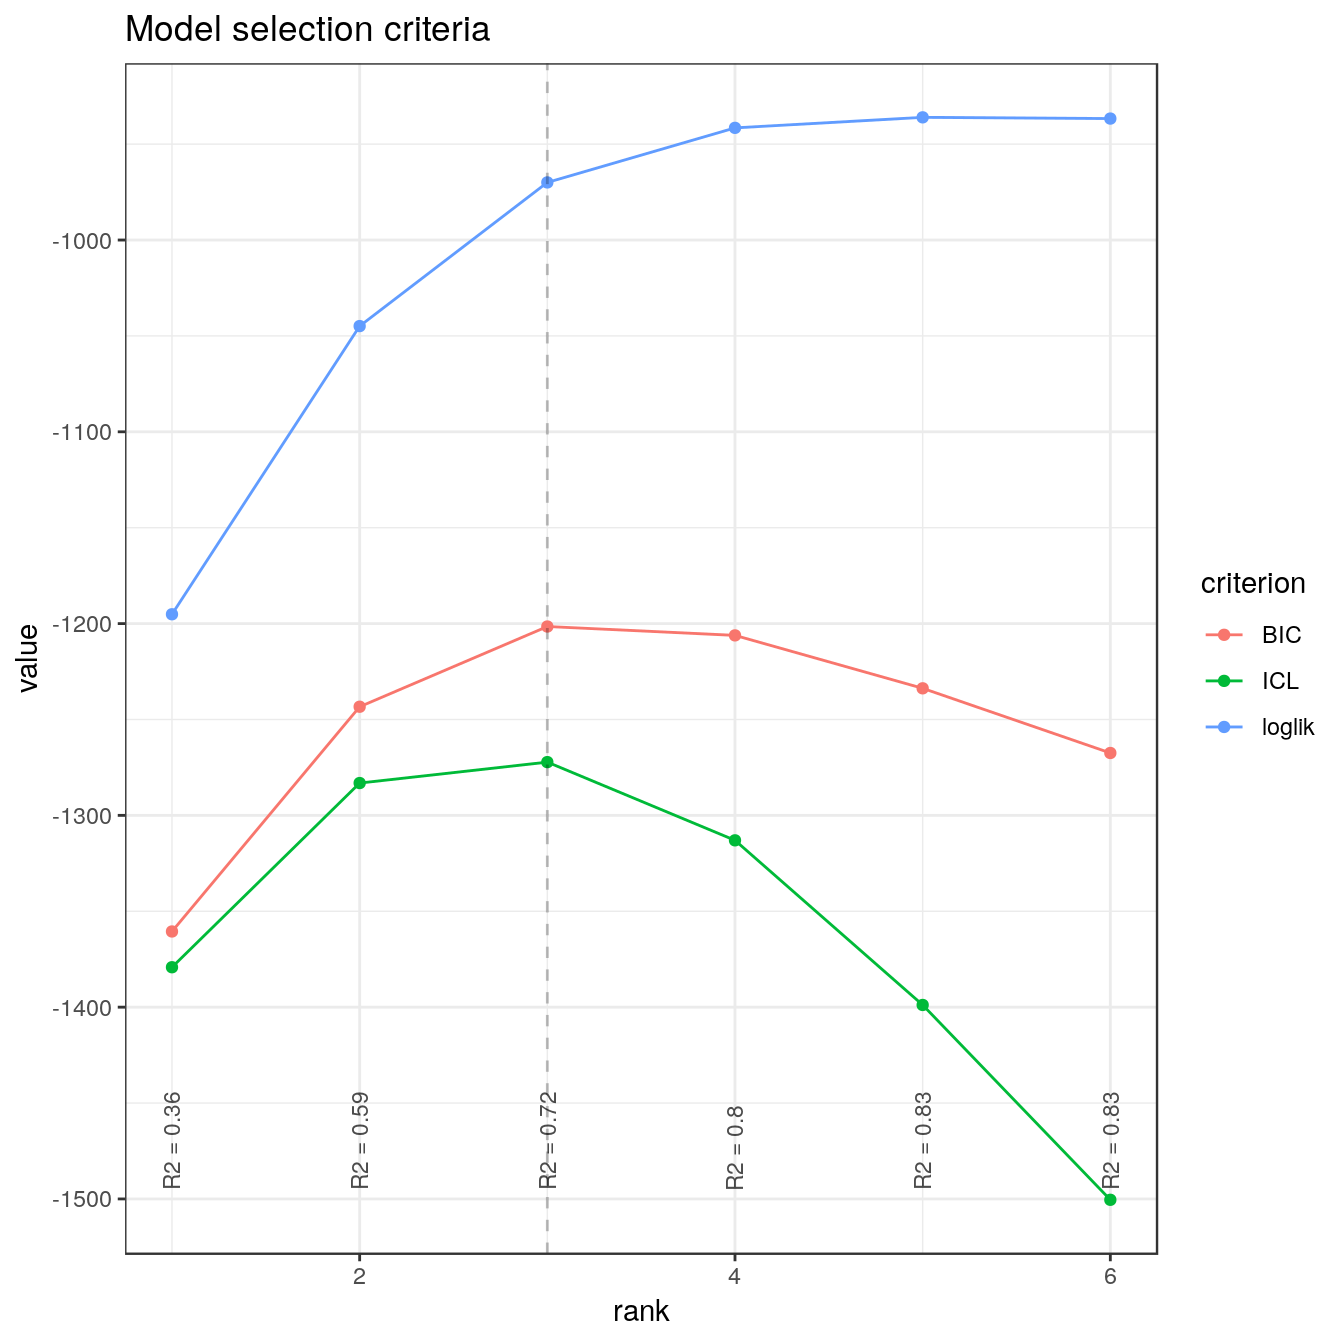 Model selection criteria
value
-1000
-1100
-1200
-1300
-1400
-1500
R2 = 0.36
R2 = 0.59
R2 = 0.72
R2 = 0.8
R2 = 0.83
R2 = 0.83
2
4
6
rank
criterion
BIC
ICL
loglik